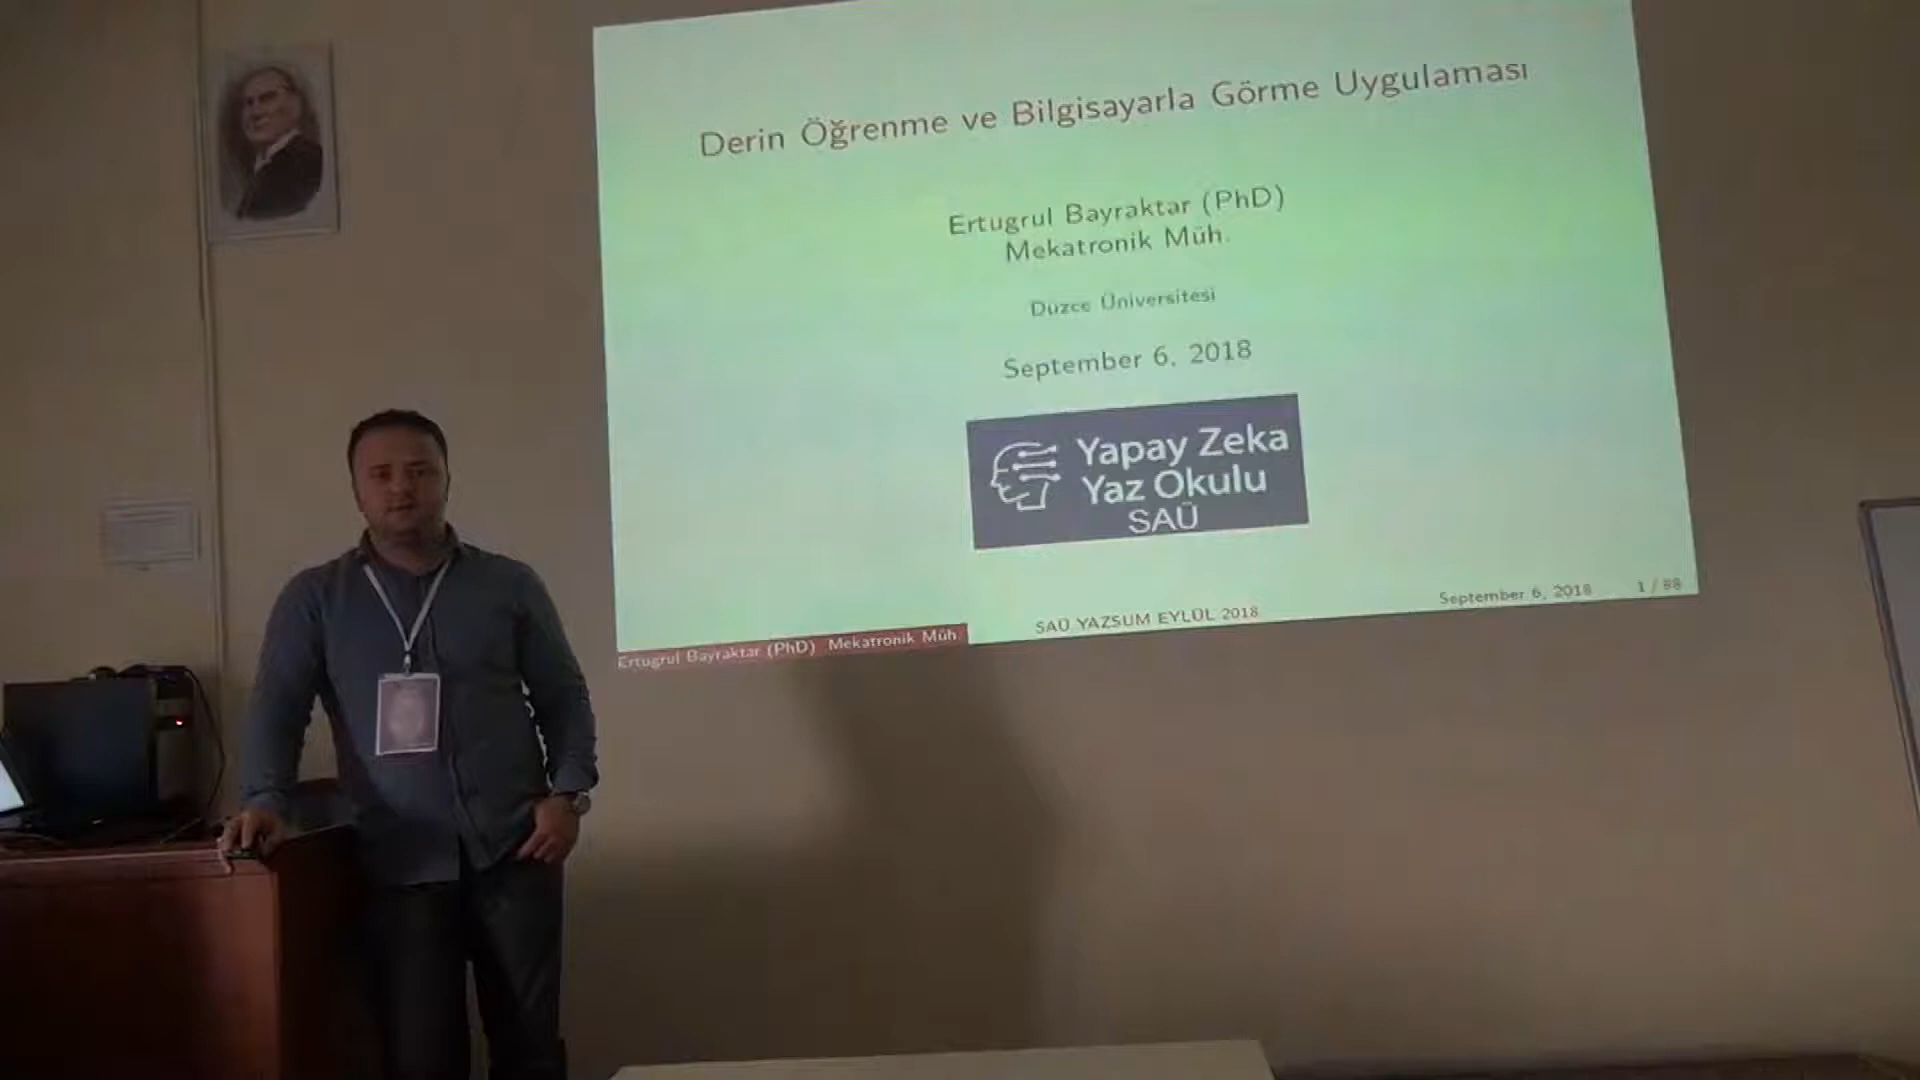 Derin Öğrenme ve Bilgisayarla Görme Uygulaması
Ertugrul Bayraktar (PhD)
Mekatronik Müh.
Düzce Üniversitesi
September 6, 2018
Yapay Zeka
Yaz Okulu
SAÜ
Ertugrul Bayraktar (PhD) Mekatronik Müh.
SAÜ YAZSUM EYLÜL 2018
September 6, 2018
1 / 88